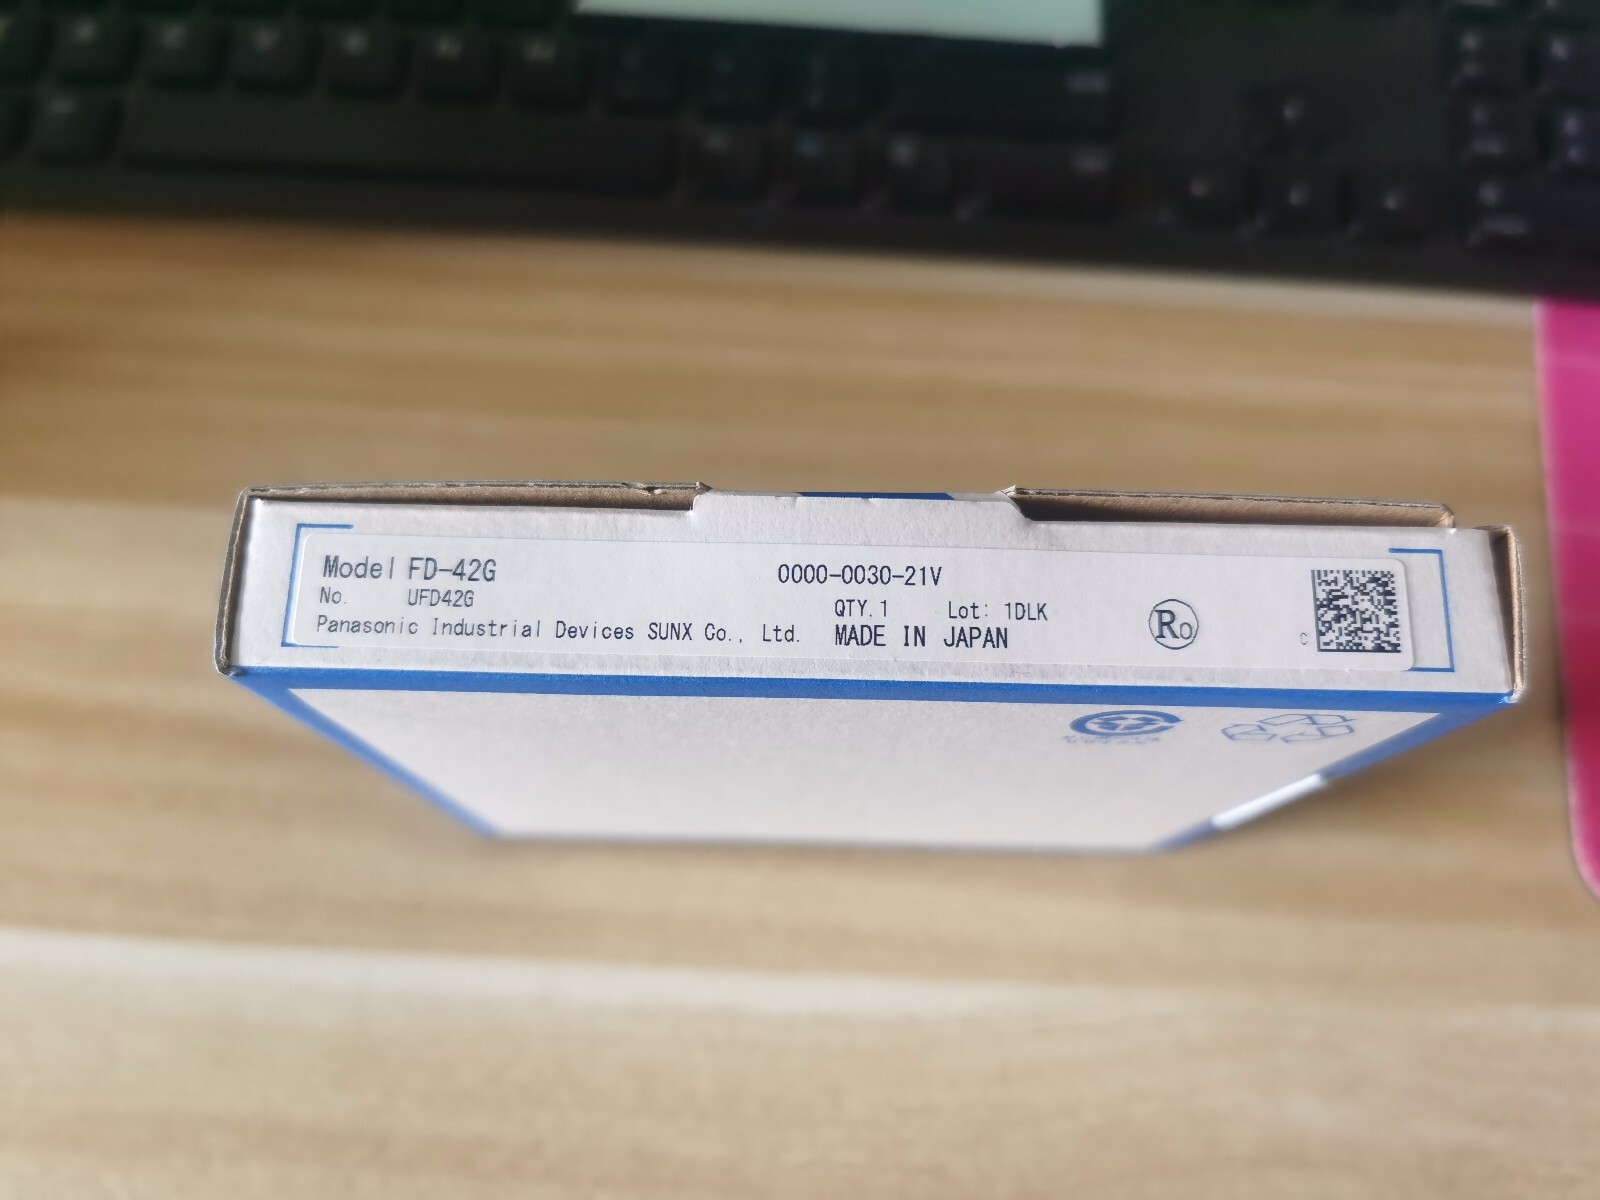 Model FD-42G 0000-0030-21V
No. UFD42G QTY.1 Lot: 1DLK
Panasonic Industrial Devices SUNX Co., Ltd. MADE IN JAPAN
Ro
C